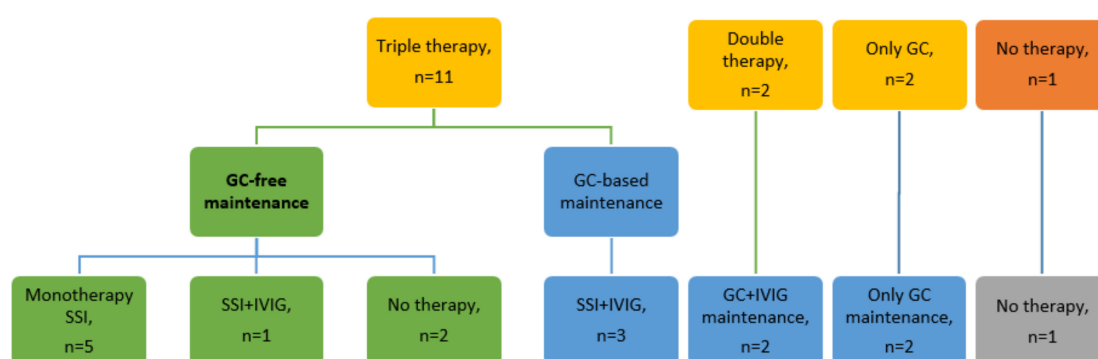 Triple therapy,
n=11
Double
therapy,
n=2
Only GC,
n=2
No therapy,
n=1
GC-free
maintenance
GC-based
maintenance
Monotherapy
SSI,
n=5
SSI+IVIG,
n=1
No therapy,
n=2
SSI+IVIG,
n=3
GC+IVIG
maintenance,
n=2
Only GC
maintenance,
n=2
No therapy,
n=1